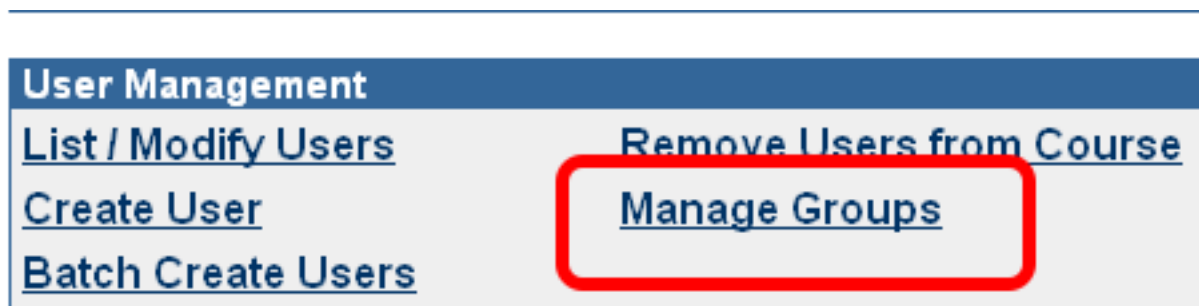 User Management
List / Modify Users
Remove Users from Course
Create User
Manage Groups
Batch Create Users